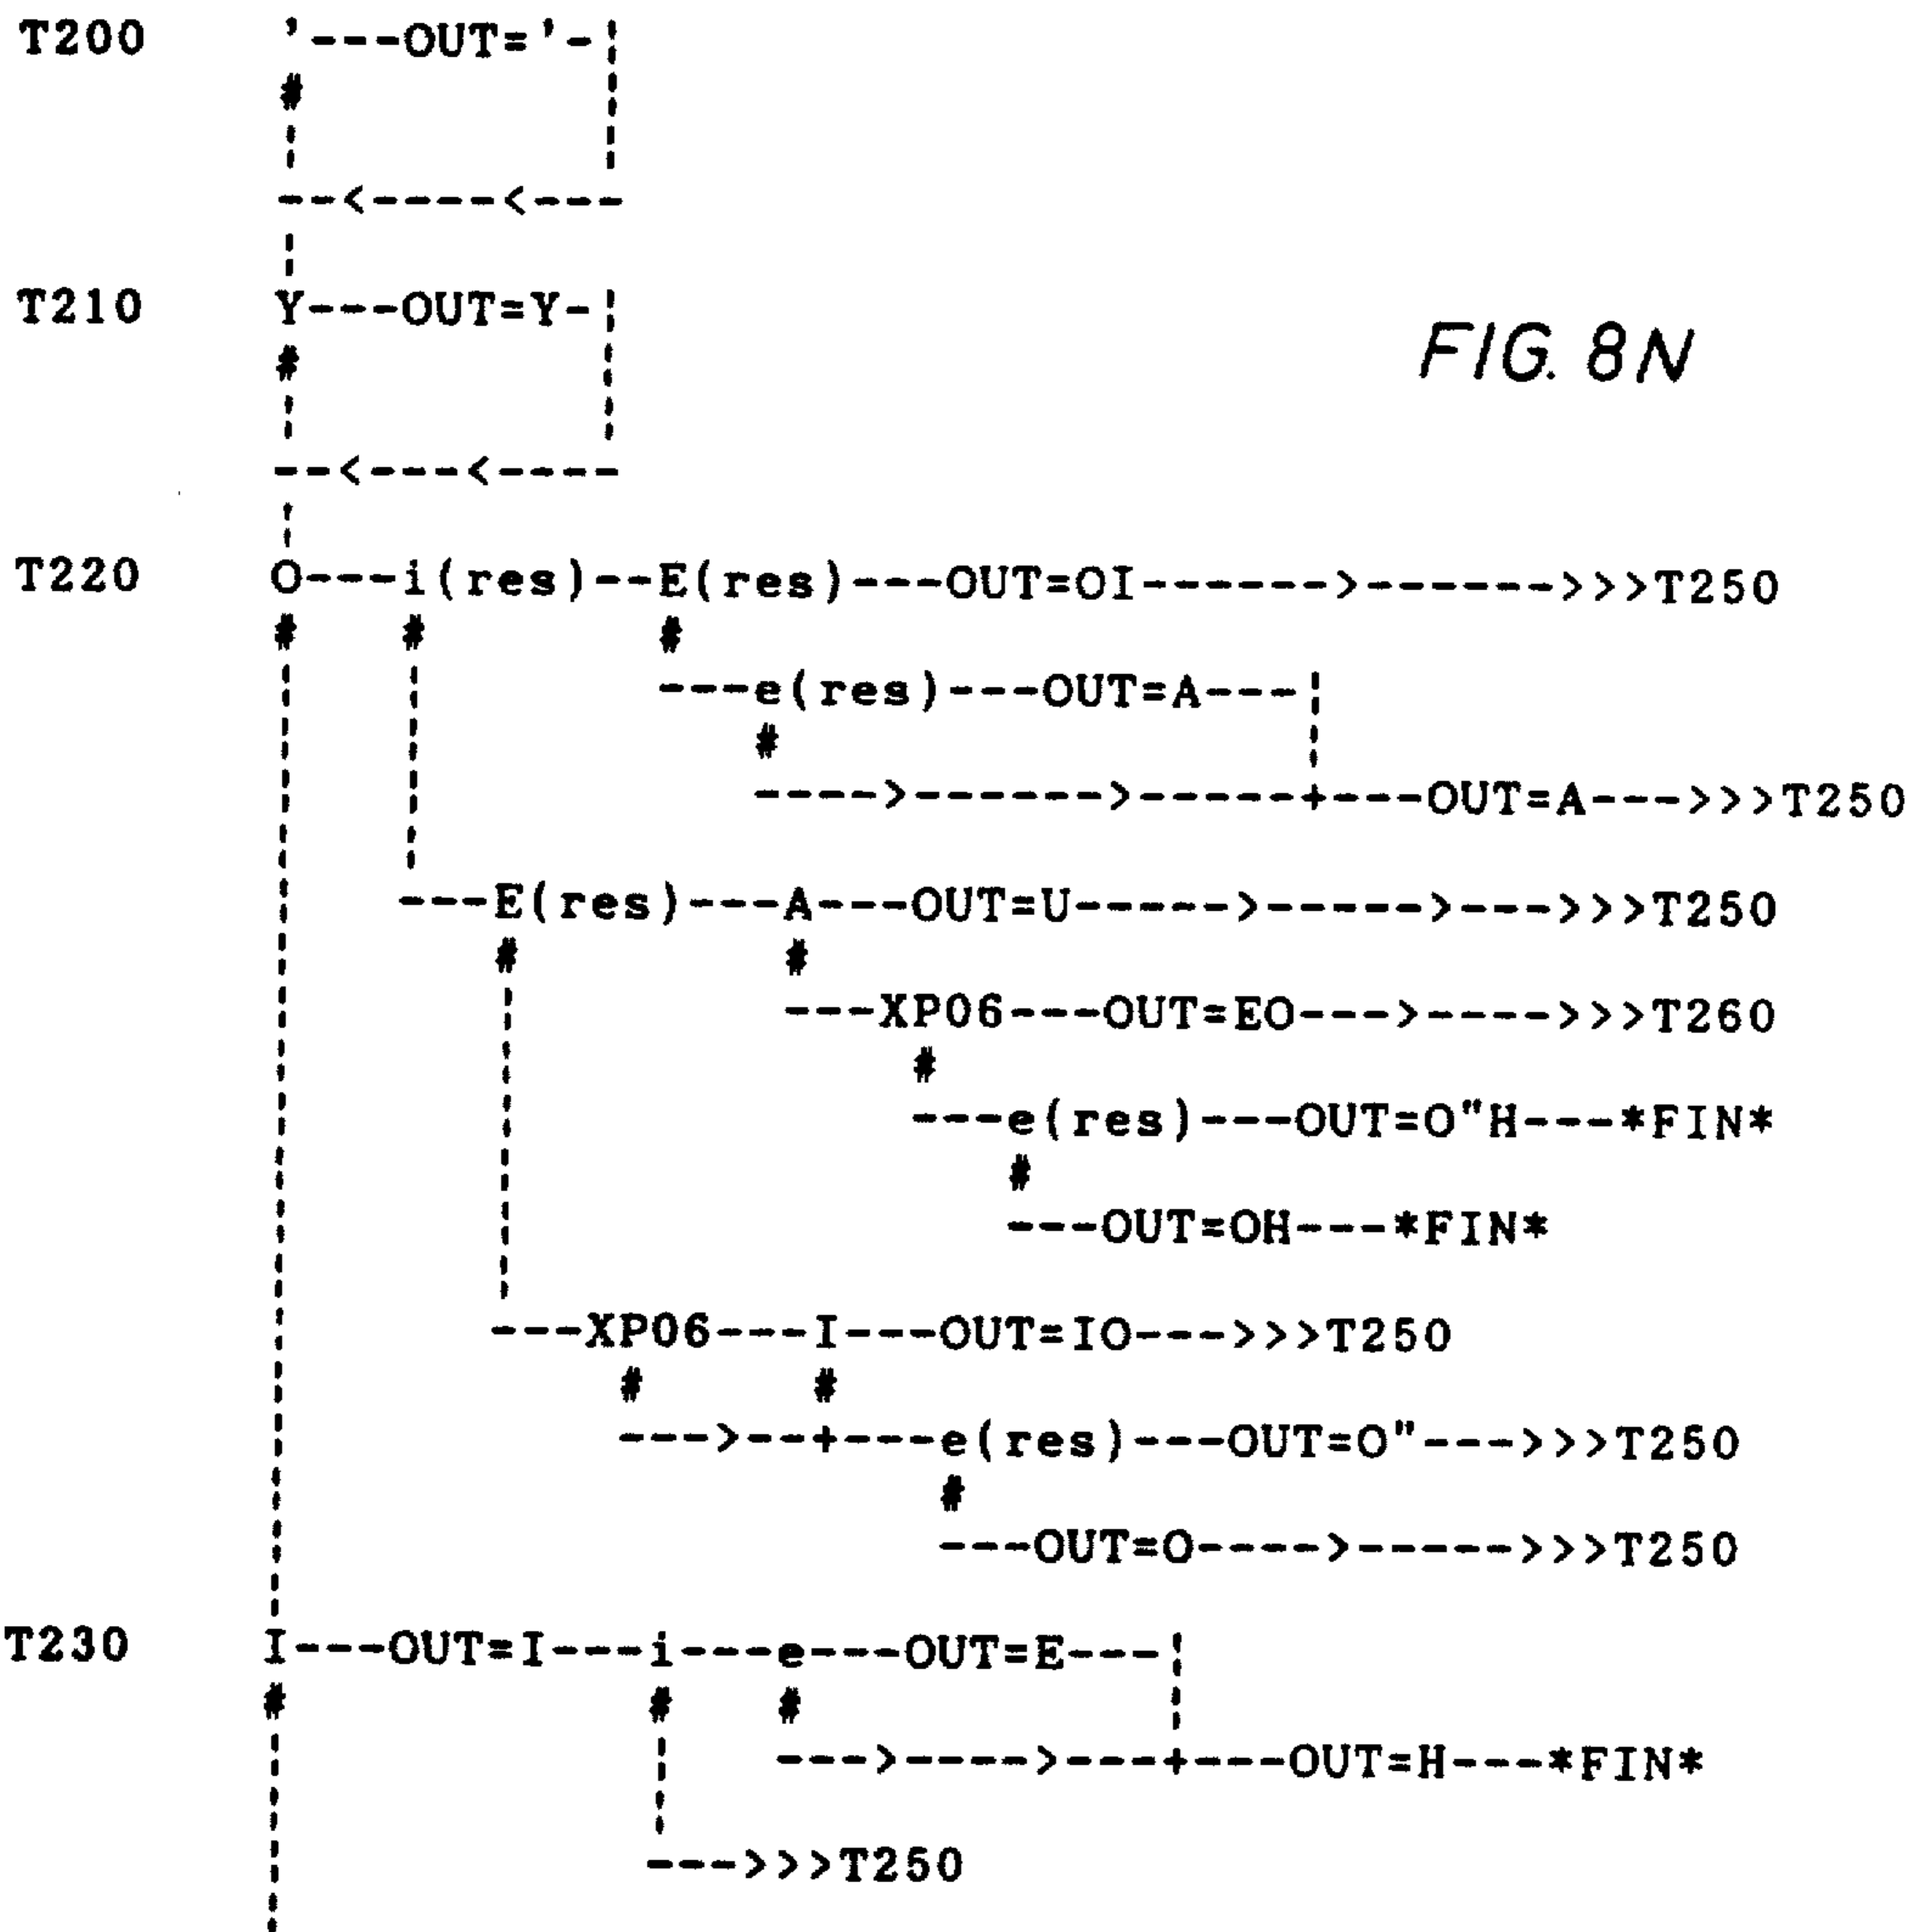 T200 '---OUT='-¦
#
--<----<---
T210 Y---OUT=Y-¦
FIG. 8N
#
--<---<----
T220 O---i(res)--E(res)---OUT=OI------>------>>>T250
# # #
---e(res)---OUT=A---¦
#
---->------>-----+---OUT=A--->>>T250
---E(res)---A---OUT=U----->----->--->>>T250
# #
---XP06---OUT=EO--->---->>>T260
#
---e(res)---OUT=O"H---*FIN*
#
---OUT=OH---*FIN*
---XP06---I---OUT=IO--->>>T250
# #
--->--+---e(res)---OUT=O"--->>>T250
#
---OUT=O---->----->>>T250
T230 I---OUT=I---i---e---OUT=E---¦
# # #
--->---->---+---OUT=H---*FIN*
--->>>T250